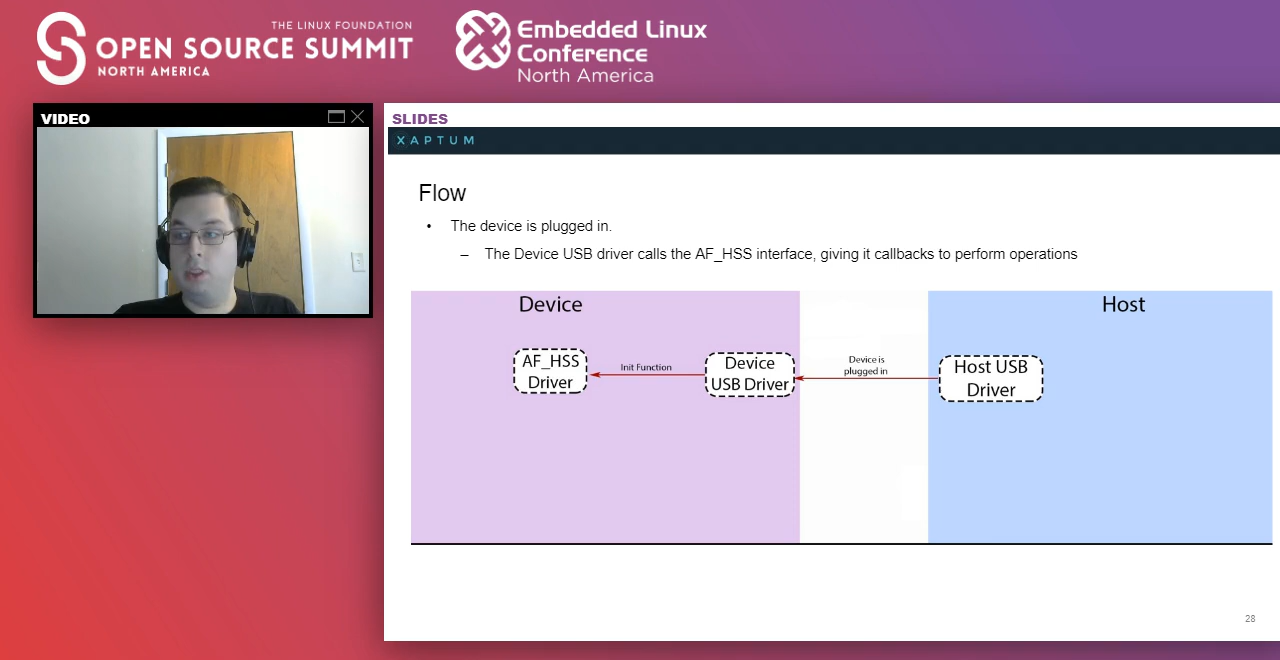 THE LINUX FOUNDATION
OPEN SOURCE SUMMIT
NORTH AMERICA
Embedded Linux
Conference
North America
VIDEO
SLIDES
XAPTUM
Flow
• The device is plugged in.
– The Device USB driver calls the AF_HSS interface, giving it callbacks to perform operations
Device
Host
AF_HSS
Driver
Init Function
Device
USB Driver
Device is
plugged in
Host USB
Driver
28